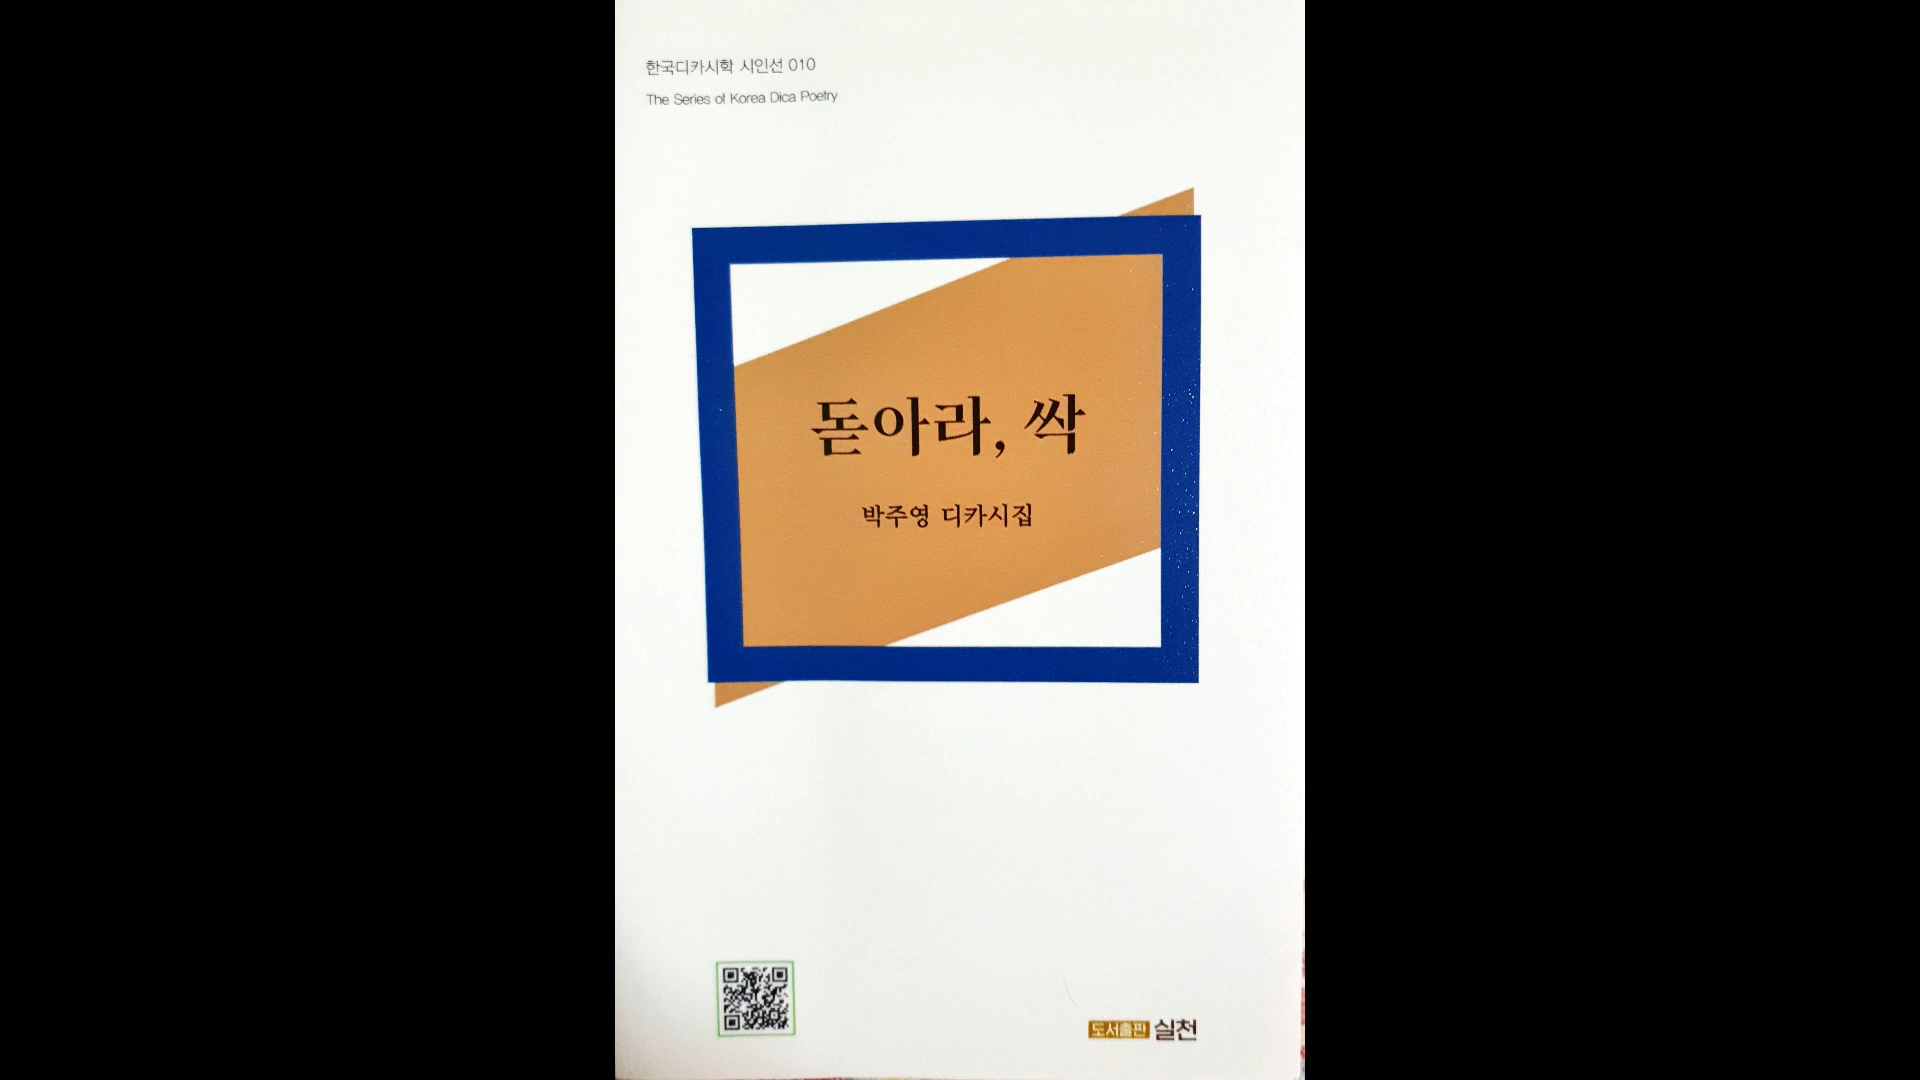 한국디카시학 시인선 010
The Series of Korea Dica Poetry
돋아라, 싹
박주영 디카시집
도서출판 실천